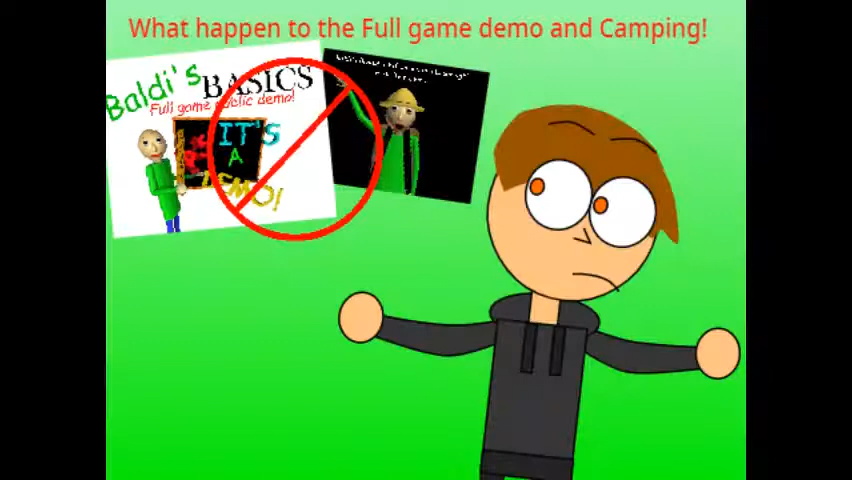 What happen to the Full game demo and Camping!
Baldi's BASICS
Full game public demo!
IT'S
A
DEMO!